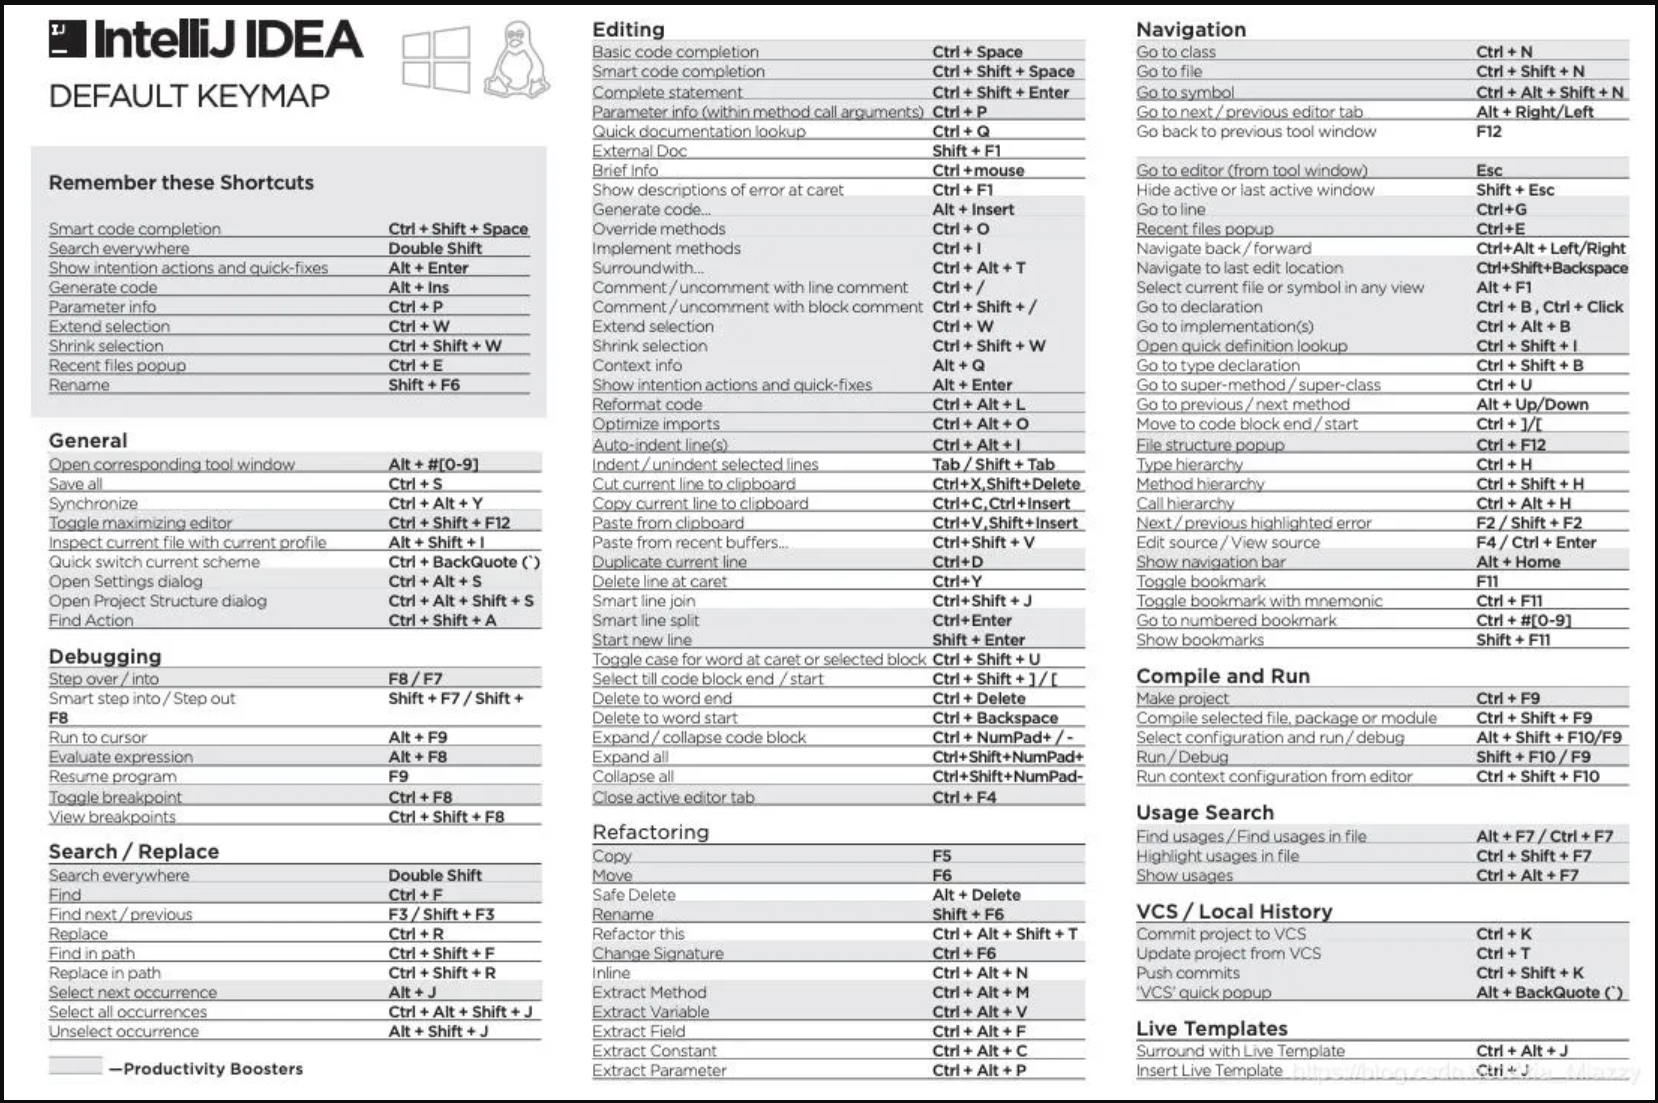 IJ IntelliJ IDEA
DEFAULT KEYMAP
Remember these Shortcuts
Smart code completion Ctrl + Shift + Space
Search everywhere Double Shift
Show intention actions and quick-fixes Alt + Enter
Generate code Alt + Ins
Parameter info Ctrl + P
Extend selection Ctrl + W
Shrink selection Ctrl + Shift + W
Recent files popup Ctrl + E
Rename Shift + F6
General
Open corresponding tool window Alt + #[0-9]
Save all Ctrl + S
Synchronize Ctrl + Alt + Y
Toggle maximizing editor Ctrl + Shift + F12
Inspect current file with current profile Alt + Shift + I
Quick switch current scheme Ctrl + BackQuote (`)
Open Settings dialog Ctrl + Alt + S
Open Project Structure dialog Ctrl + Alt + Shift + S
Find Action Ctrl + Shift + A
Debugging
Step over / into F8 / F7
Smart step into / Step out Shift + F7 / Shift +
F8
Run to cursor Alt + F9
Evaluate expression Alt + F8
Resume program F9
Toggle breakpoint Ctrl + F8
View breakpoints Ctrl + Shift + F8
Search / Replace
Search everywhere Double Shift
Find Ctrl + F
Find next / previous F3 / Shift + F3
Replace Ctrl + R
Find in path Ctrl + Shift + F
Replace in path Ctrl + Shift + R
Select next occurrence Alt + J
Select all occurrences Ctrl + Alt + Shift + J
Unselect occurrence Alt + Shift + J
—Productivity Boosters
Editing
Basic code completion Ctrl + Space
Smart code completion Ctrl + Shift + Space
Complete statement Ctrl + Shift + Enter
Parameter info (within method call arguments) Ctrl + P
Quick documentation lookup Ctrl + Q
External Doc Shift + F1
Brief Info Ctrl +mouse
Show descriptions of error at caret Ctrl + F1
Generate code... Alt + Insert
Override methods Ctrl + O
Implement methods Ctrl + I
Surroundwith... Ctrl + Alt + T
Comment / uncomment with line comment Ctrl + /
Comment / uncomment with block comment Ctrl + Shift + /
Extend selection Ctrl + W
Shrink selection Ctrl + Shift + W
Context info Alt + Q
Show intention actions and quick-fixes Alt + Enter
Reformat code Ctrl + Alt + L
Optimize imports Ctrl + Alt + O
Auto-indent line(s) Ctrl + Alt + I
Indent / unindent selected lines Tab / Shift + Tab
Cut current line to clipboard Ctrl+X,Shift+Delete
Copy current line to clipboard Ctrl+C,Ctrl+Insert
Paste from clipboard Ctrl+V,Shift+Insert
Paste from recent buffers... Ctrl+Shift + V
Duplicate current line Ctrl+D
Delete line at caret Ctrl+Y
Smart line join Ctrl+Shift + J
Smart line split Ctrl+Enter
Start new line Shift + Enter
Toggle case for word at caret or selected block Ctrl + Shift + U
Select till code block end / start Ctrl + Shift + ] / [
Delete to word end Ctrl + Delete
Delete to word start Ctrl + Backspace
Expand / collapse code block Ctrl + NumPad+ / -
Expand all Ctrl+Shift+NumPad+
Collapse all Ctrl+Shift+NumPad-
Close active editor tab Ctrl + F4
Refactoring
Copy F5
Move F6
Safe Delete Alt + Delete
Rename Shift + F6
Refactor this Ctrl + Alt + Shift + T
Change Signature Ctrl + F6
Inline Ctrl + Alt + N
Extract Method Ctrl + Alt + M
Extract Variable Ctrl + Alt + V
Extract Field Ctrl + Alt + F
Extract Constant Ctrl + Alt + C
Extract Parameter Ctrl + Alt + P
Navigation
Go to class Ctrl + N
Go to file Ctrl + Shift + N
Go to symbol Ctrl + Alt + Shift + N
Go to next / previous editor tab Alt + Right/Left
Go back to previous tool window F12
Go to editor (from tool window) Esc
Hide active or last active window Shift + Esc
Go to line Ctrl+G
Recent files popup Ctrl+E
Navigate back / forward Ctrl+Alt + Left/Right
Navigate to last edit location Ctrl+Shift+Backspace
Select current file or symbol in any view Alt + F1
Go to declaration Ctrl + B , Ctrl + Click
Go to implementation(s) Ctrl + Alt + B
Open quick definition lookup Ctrl + Shift + I
Go to type declaration Ctrl + Shift + B
Go to super-method / super-class Ctrl + U
Go to previous / next method Alt + Up/Down
Move to code block end / start Ctrl + ]/[
File structure popup Ctrl + F12
Type hierarchy Ctrl + H
Method hierarchy Ctrl + Shift + H
Call hierarchy Ctrl + Alt + H
Next / previous highlighted error F2 / Shift + F2
Edit source / View source F4 / Ctrl + Enter
Show navigation bar Alt + Home
Toggle bookmark F11
Toggle bookmark with mnemonic Ctrl + F11
Go to numbered bookmark Ctrl + #[0-9]
Show bookmarks Shift + F11
Compile and Run
Make project Ctrl + F9
Compile selected file, package or module Ctrl + Shift + F9
Select configuration and run / debug Alt + Shift + F10/F9
Run / Debug Shift + F10 / F9
Run context configuration from editor Ctrl + Shift + F10
Usage Search
Find usages / Find usages in file Alt + F7 / Ctrl + F7
Highlight usages in file Ctrl + Shift + F7
Show usages Ctrl + Alt + F7
VCS / Local History
Commit project to VCS Ctrl + K
Update project from VCS Ctrl + T
Push commits Ctrl + Shift + K
'VCS' quick popup Alt + BackQuote (`)
Live Templates
Surround with Live Template Ctrl + Alt + J
Insert Live Template Ctrl + J